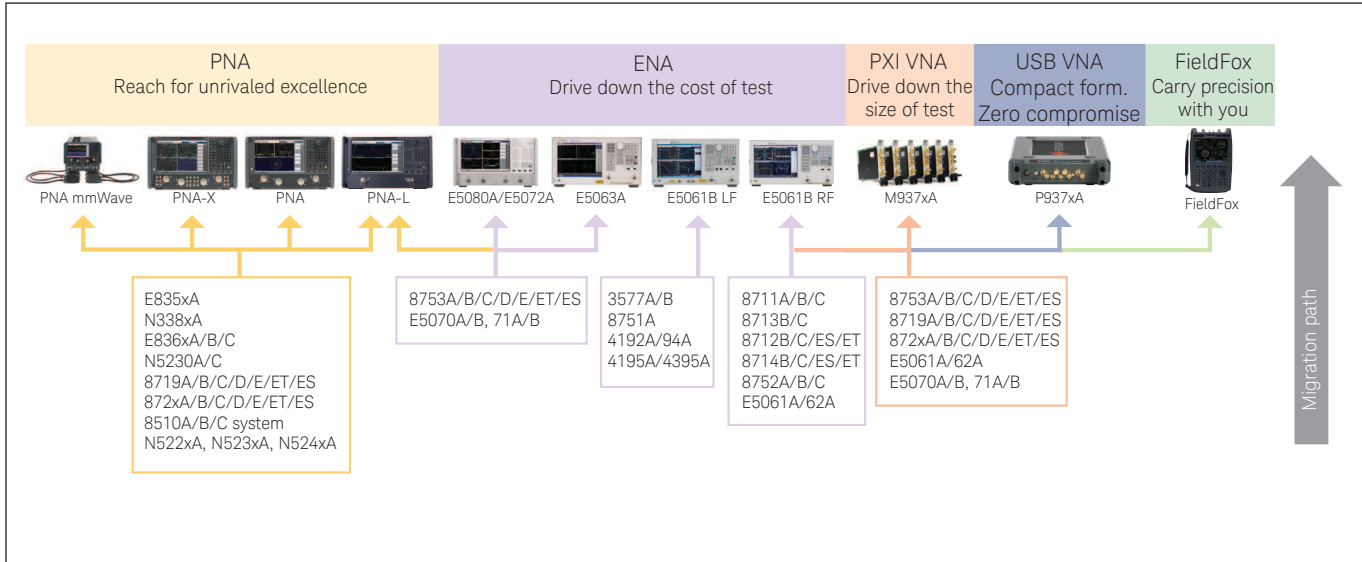 PNA
Reach for unrivaled excellence
ENA
Drive down the cost of test
PXI VNA
Drive down the
size of test
USB VNA
Compact form.
Zero compromise
FieldFox
Carry precision
with you
PNA mmWave
PNA-X
PNA
PNA-L
E5080A/E5072A
E5063A
E5061B LF
E5061B RF
M937xA
P937xA
FieldFox
E835xA
N338xA
E836xA/B/C
N5230A/C
8719A/B/C/D/E/ET/ES
872xA/B/C/D/E/ET/ES
8510A/B/C system
N522xA, N523xA, N524xA
8753A/B/C/D/E/ET/ES
E5070A/B, 71A/B
3577A/B
8751A
4192A/94A
4195A/4395A
8711A/B/C
8713B/C
8712B/C/ES/ET
8714B/C/ES/ET
8752A/B/C
E5061A/62A
8753A/B/C/D/E/ET/ES
8719A/B/C/D/E/ET/ES
872xA/B/C/D/E/ET/ES
E5061A/62A
E5070A/B, 71A/B
Migration path